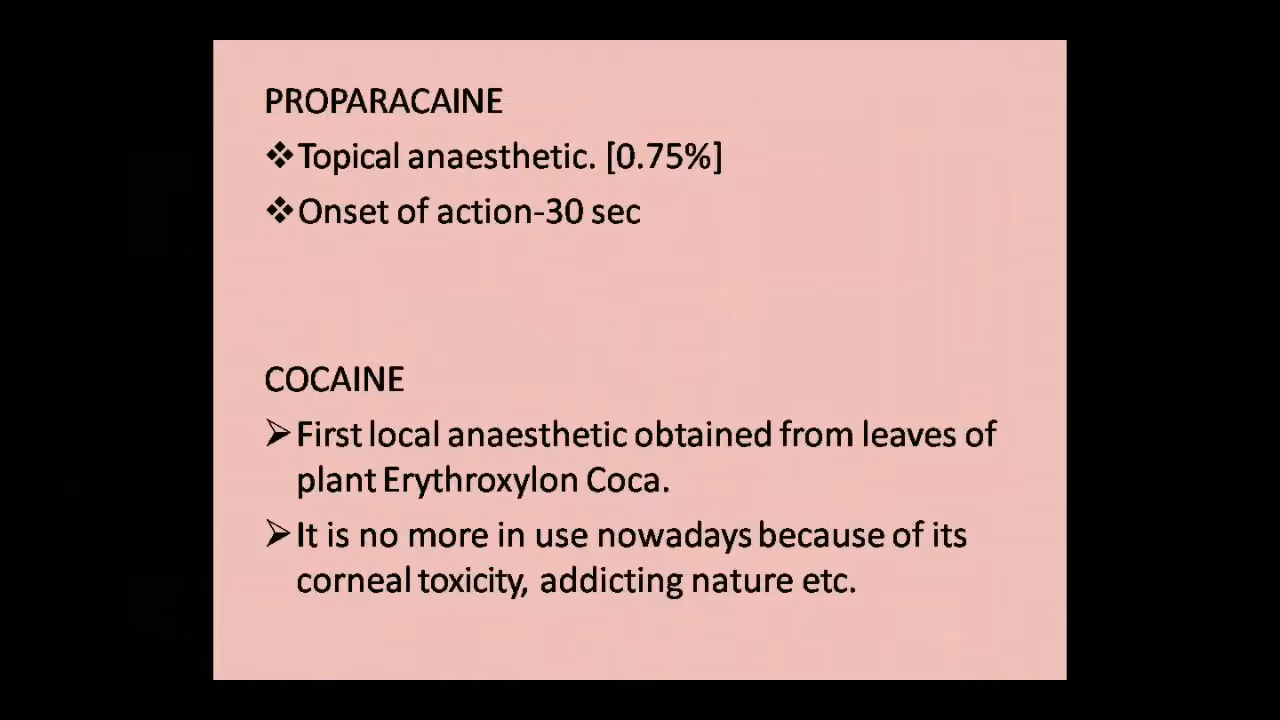 PROPARACAINE
❖Topical anaesthetic. [0.75%]
❖Onset of action-30 sec
COCAINE
➢First local anaesthetic obtained from leaves of
plant Erythroxylon Coca.
➢It is no more in use nowadays because of its
corneal toxicity, addicting nature etc.